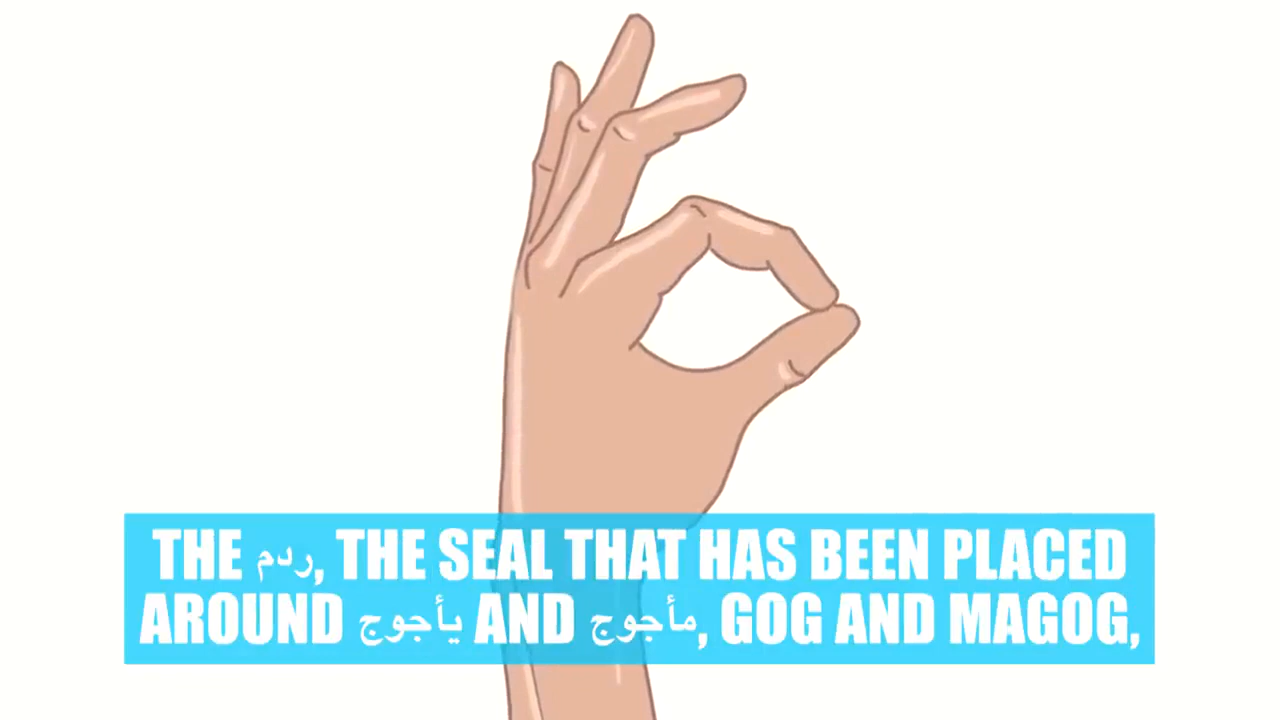 THE ردم, THE SEAL THAT HAS BEEN PLACED
AROUND يأجوج AND مأجوج, GOG AND MAGOG,